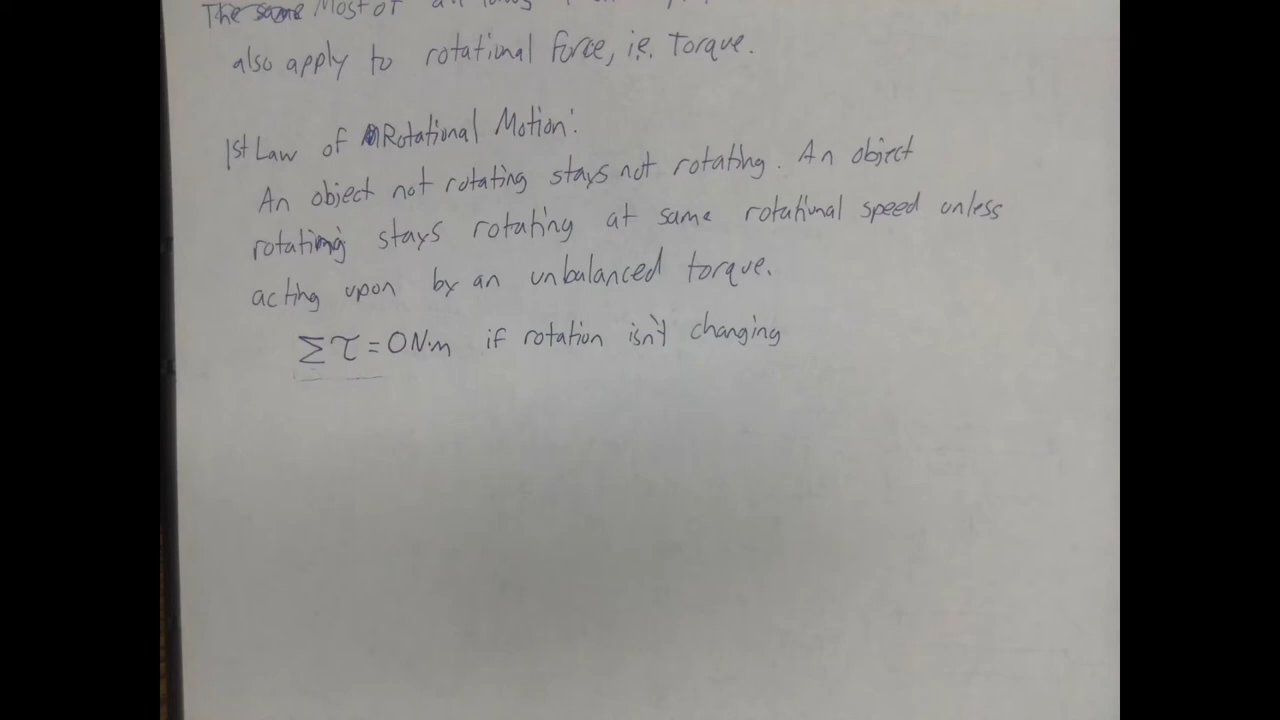 The same Most of
also apply to rotational force, i.e. Torque.
1st Law of Rotational Motion:
An object not rotating stays not rotating. An object
rotating stays rotating at same rotational speed unless
acting upon by an unbalanced torque.
Στ = 0 N·m if rotation isn't changing